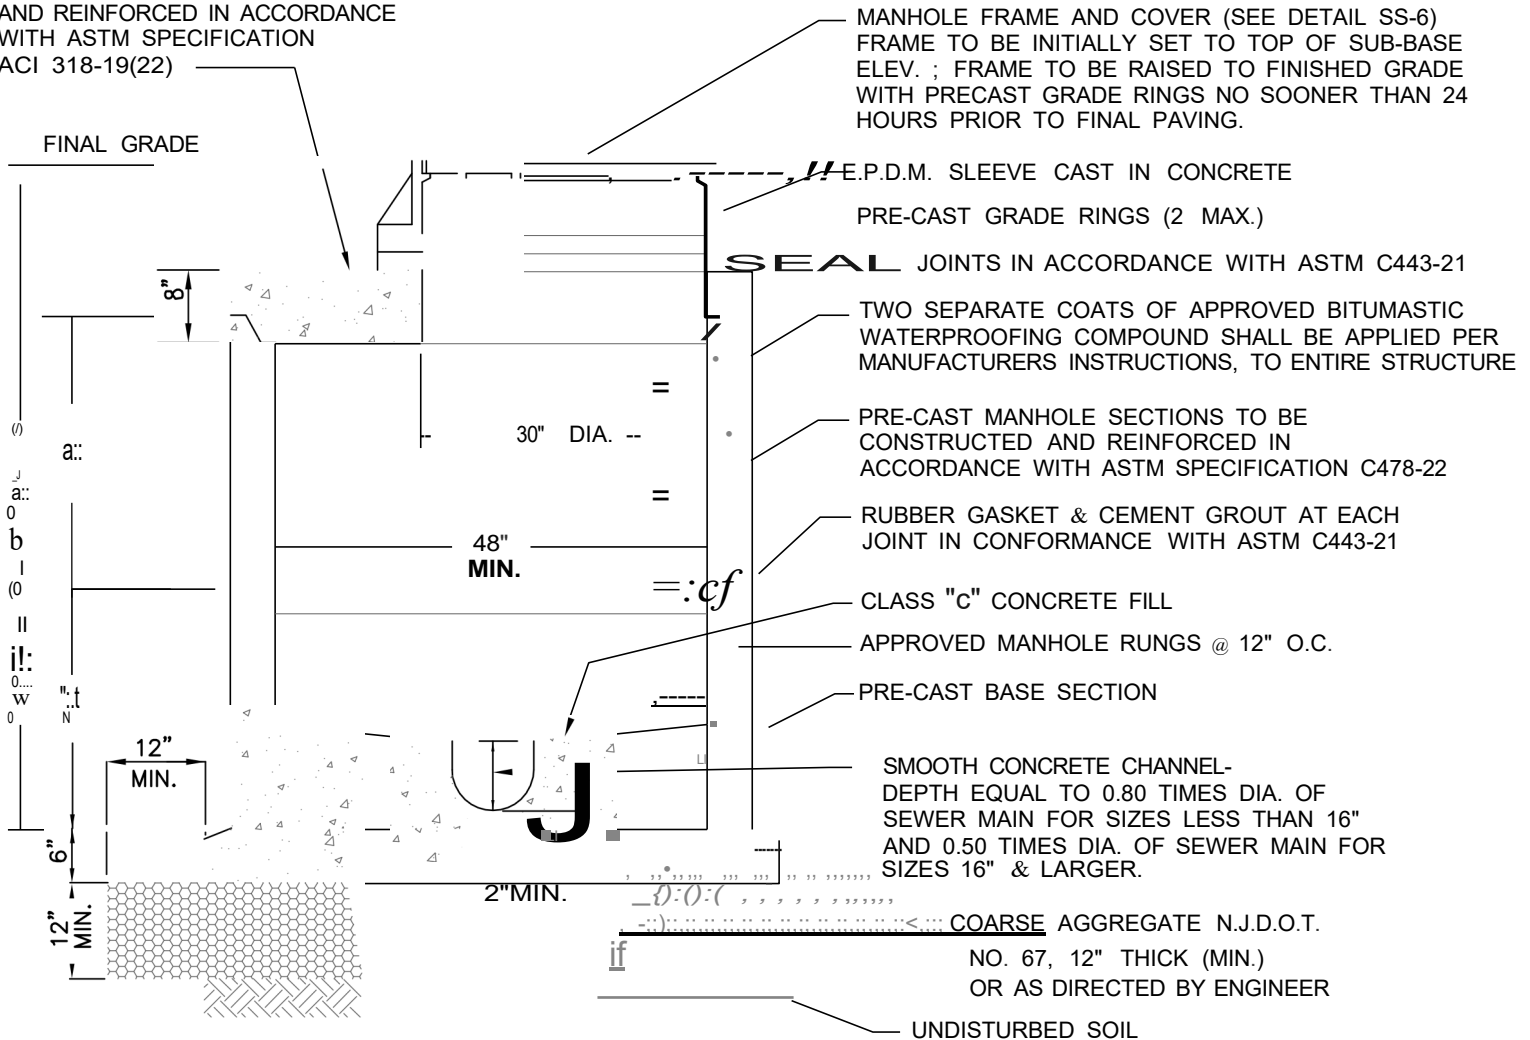 AND REINFORCED IN ACCORDANCE
WITH ASTM SPECIFICATION
ACI 318-19(22)
FINAL GRADE
MANHOLE FRAME AND COVER (SEE DETAIL SS-6)
FRAME TO BE INITIALLY SET TO TOP OF SUB-BASE
ELEV. ; FRAME TO BE RAISED TO FINISHED GRADE
WITH PRECAST GRADE RINGS NO SOONER THAN 24
HOURS PRIOR TO FINAL PAVING.
E.P.D.M. SLEEVE CAST IN CONCRETE
PRE-CAST GRADE RINGS (2 MAX.)
SEAL JOINTS IN ACCORDANCE WITH ASTM C443-21
8"
TWO SEPARATE COATS OF APPROVED BITUMASTIC
WATERPROOFING COMPOUND SHALL BE APPLIED PER
MANUFACTURERS INSTRUCTIONS, TO ENTIRE STRUCTURE
30" DIA.
PRE-CAST MANHOLE SECTIONS TO BE
CONSTRUCTED AND REINFORCED IN
ACCORDANCE WITH ASTM SPECIFICATION C478-22
48"
MIN.
RUBBER GASKET & CEMENT GROUT AT EACH
JOINT IN CONFORMANCE WITH ASTM C443-21
CLASS "C" CONCRETE FILL
APPROVED MANHOLE RUNGS @ 12" O.C.
PRE-CAST BASE SECTION
12"
MIN.
SMOOTH CONCRETE CHANNEL-
DEPTH EQUAL TO 0.80 TIMES DIA. OF
SEWER MAIN FOR SIZES LESS THAN 16"
AND 0.50 TIMES DIA. OF SEWER MAIN FOR
SIZES 16" & LARGER.
6"
2"MIN.
12"
MIN.
COARSE AGGREGATE N.J.D.O.T.
NO. 67, 12" THICK (MIN.)
OR AS DIRECTED BY ENGINEER
UNDISTURBED SOIL